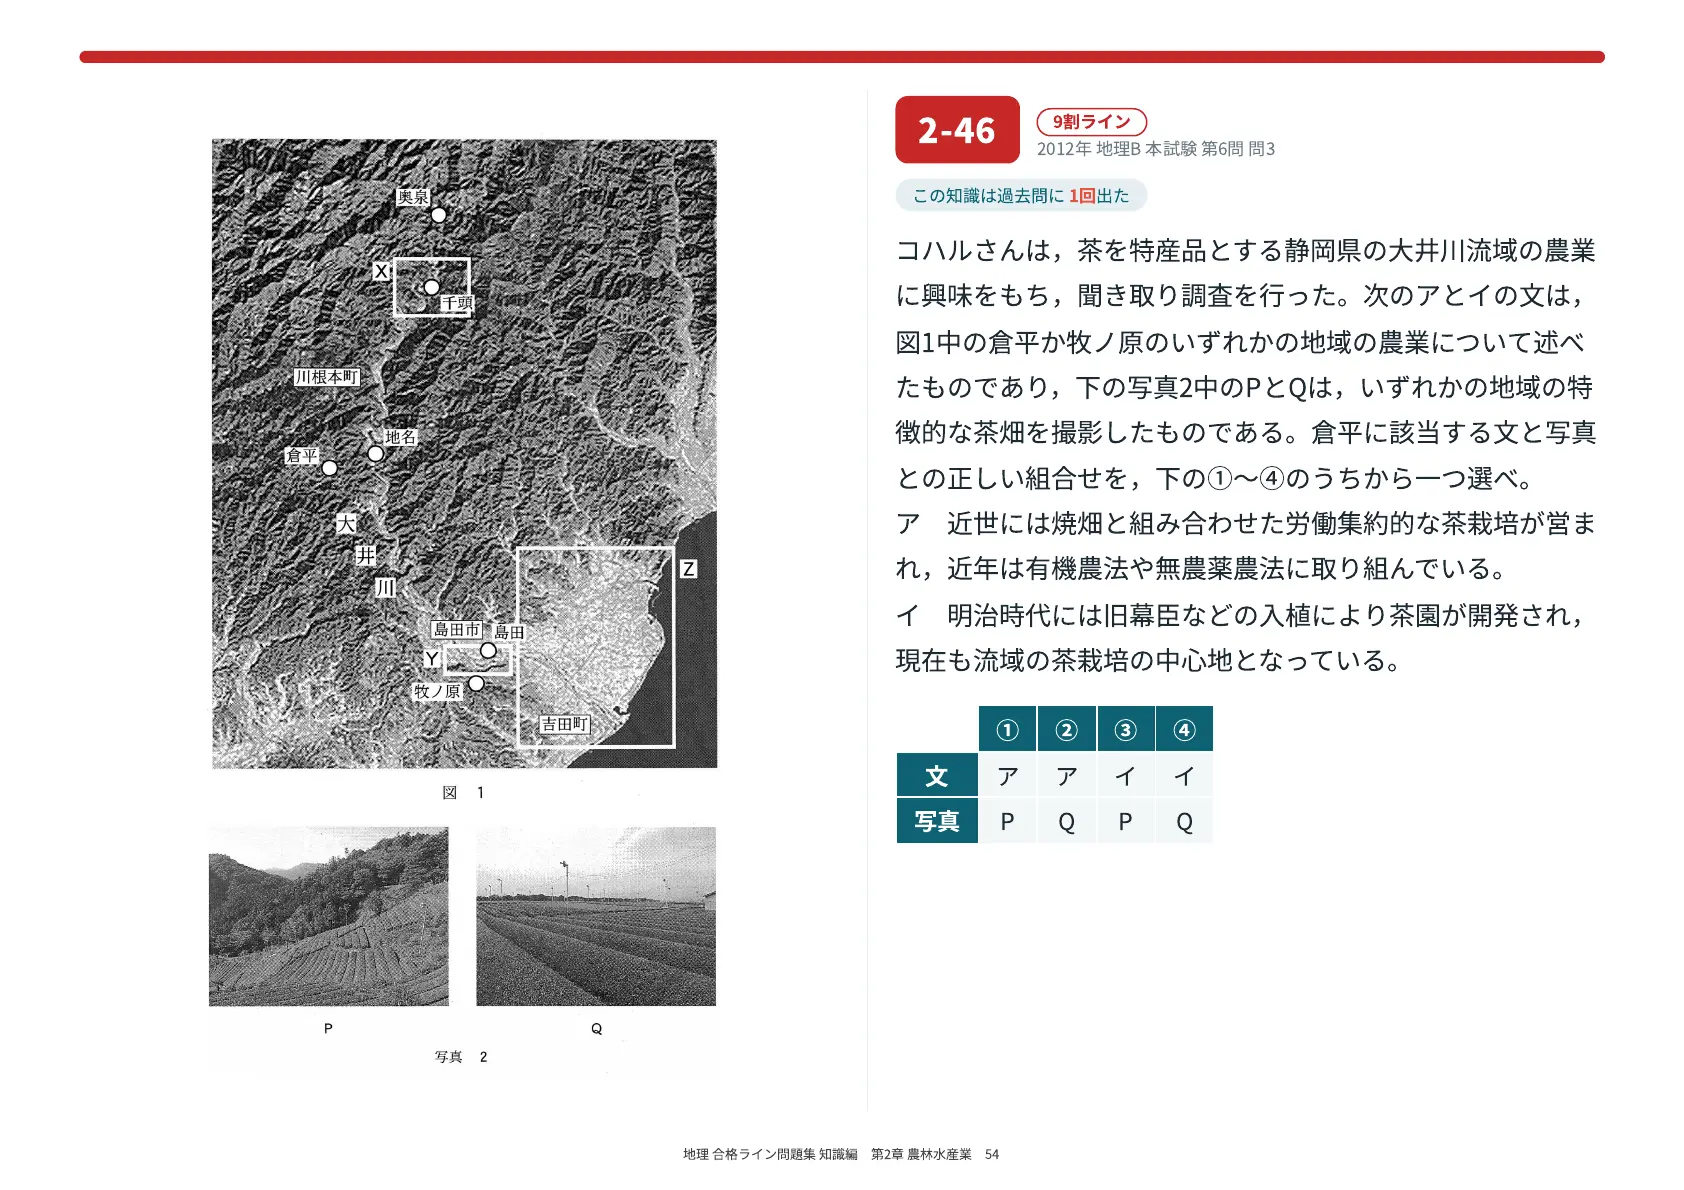 奥泉
X
千頭
川根本町
地名
倉平
大
井
川
Z
島田市
島田
Y
牧ノ原
吉田町
図 1
P
Q
写真 2
2-46
9割ライン
2012年 地理B 本試験 第6問 問3
この知識は過去問に 1回出た
コハルさんは，茶を特産品とする静岡県の大井川流域の農業
に興味をもち，聞き取り調査を行った。次のアとイの文は，
図1中の倉平か牧ノ原のいずれかの地域の農業について述べ
たものであり，下の写真2中のPとQは，いずれかの地域の特
徴的な茶畑を撮影したものである。倉平に該当する文と写真
との正しい組合せを，下の①～④のうちから一つ選べ。
ア　近世には焼畑と組み合わせた労働集約的な茶栽培が営ま
れ，近年は有機農法や無農薬農法に取り組んでいる。
イ　明治時代には旧幕臣などの入植により茶園が開発され，
現在も流域の茶栽培の中心地となっている。
① ② ③ ④
文 ア ア イ イ
写真 P Q P Q
地理 合格ライン問題集 知識編　第2章 農林水産業　54